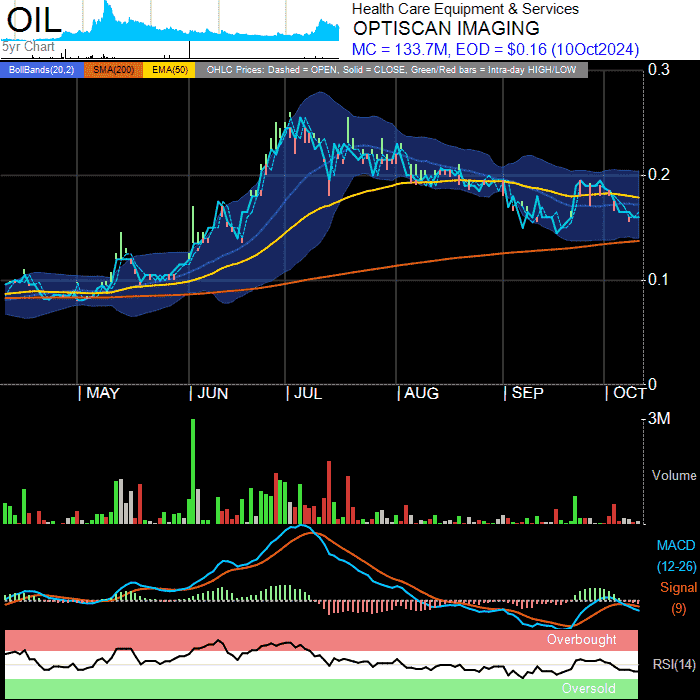 OIL
5yr Chart
Health Care Equipment & Services
OPTISCAN IMAGING
MC = 133.7M, EOD = $0.16 (10Oct2024)
BollBands(20,2) SMA(200) EMA(50) OHLC Prices: Dashed = OPEN, Solid = CLOSE, Green/Red bars = Intra-day HIGH/LOW
0.3
0.2
0.1
0
| MAY | JUN | JUL | AUG | SEP | OCT
3M
Volume
MACD
(12-26)
Signal
(9)
Overbought
RSI(14)
Oversold